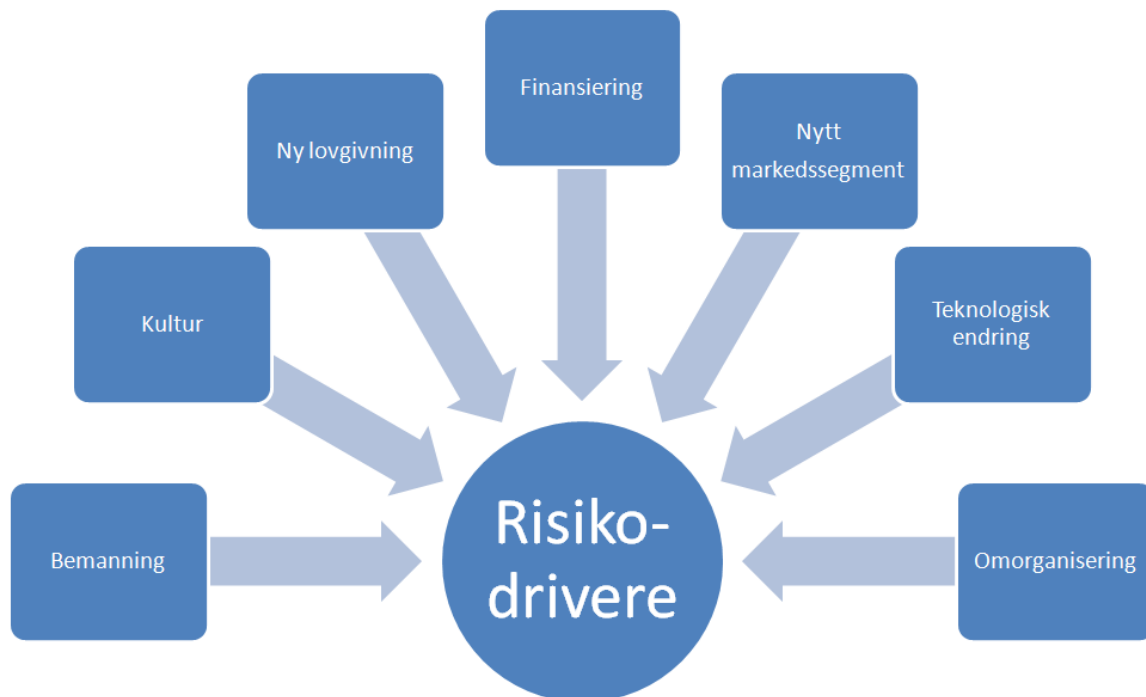 Finansiering
Ny lovgivning
Nytt
markedssegment
Kultur
Teknologisk
endring
Bemanning
Risiko-
drivere
Omorganisering